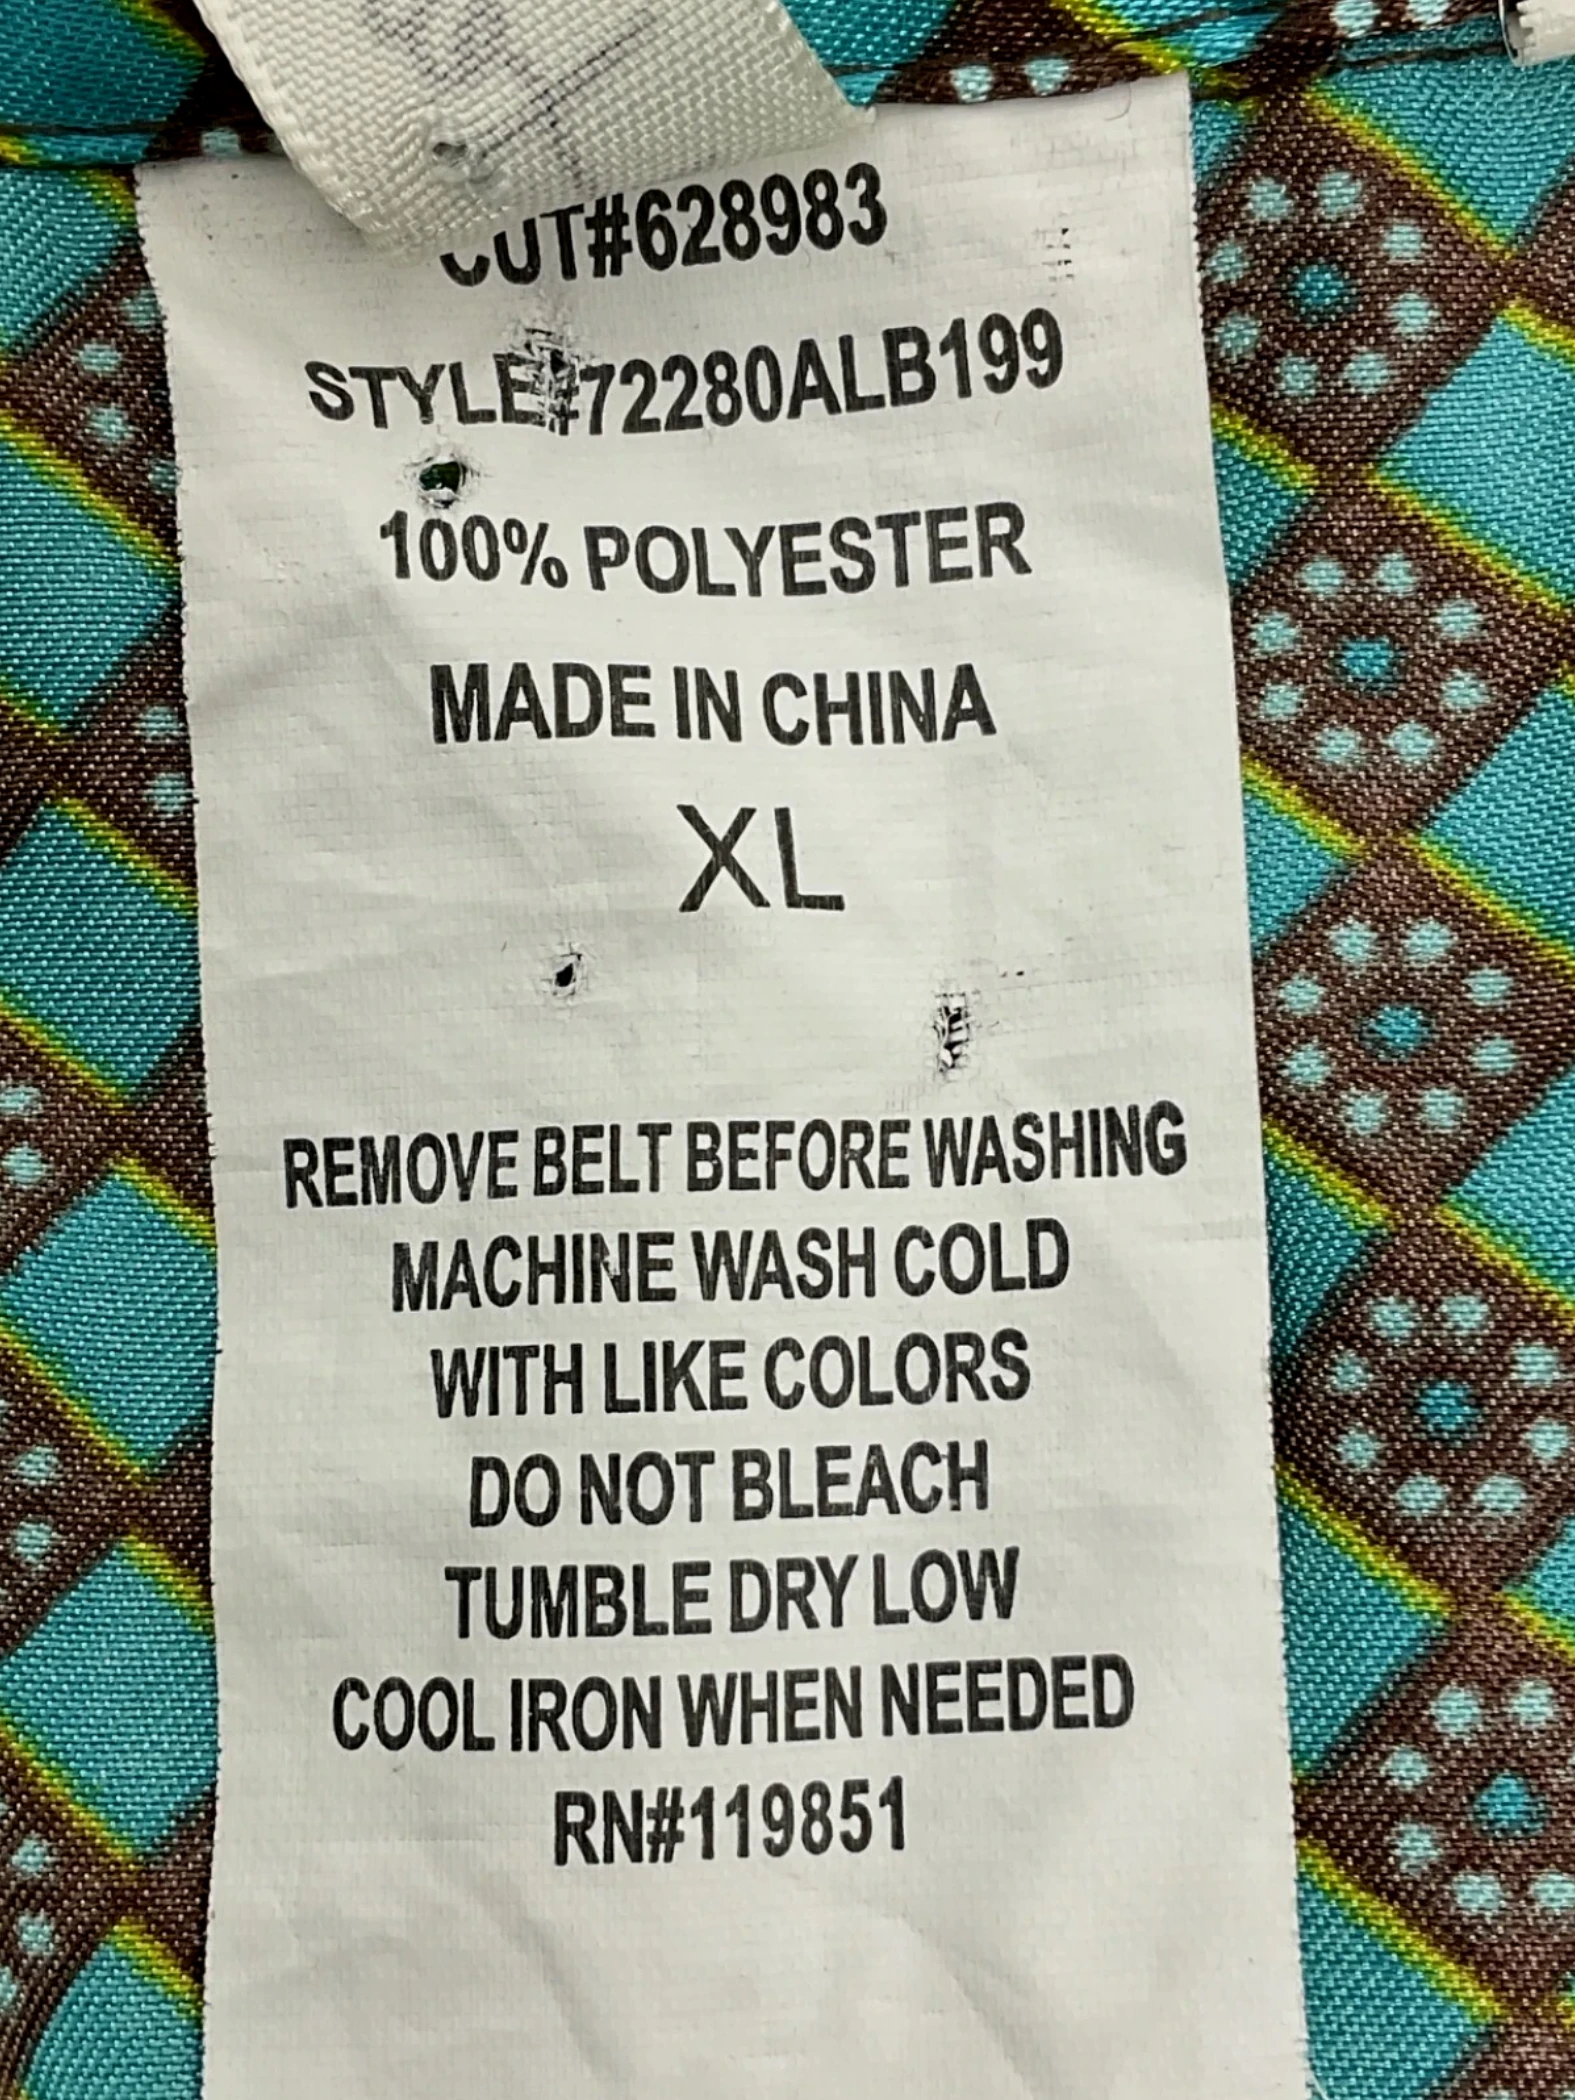 CUT#628983
STYLE#72280ALB199
100% POLYESTER
MADE IN CHINA
XL
REMOVE BELT BEFORE WASHING
MACHINE WASH COLD
WITH LIKE COLORS
DO NOT BLEACH
TUMBLE DRY LOW
COOL IRON WHEN NEEDED
RN#119851